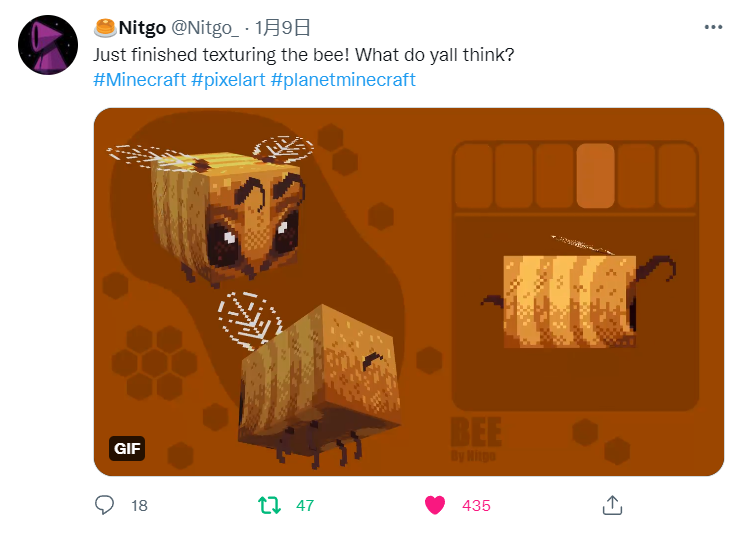 🥞Nitgo @Nitgo_ · 1月9日
Just finished texturing the bee! What do yall think?
#Minecraft #pixelart #planetminecraft
BEE
By Nitgo
GIF
18 47 435